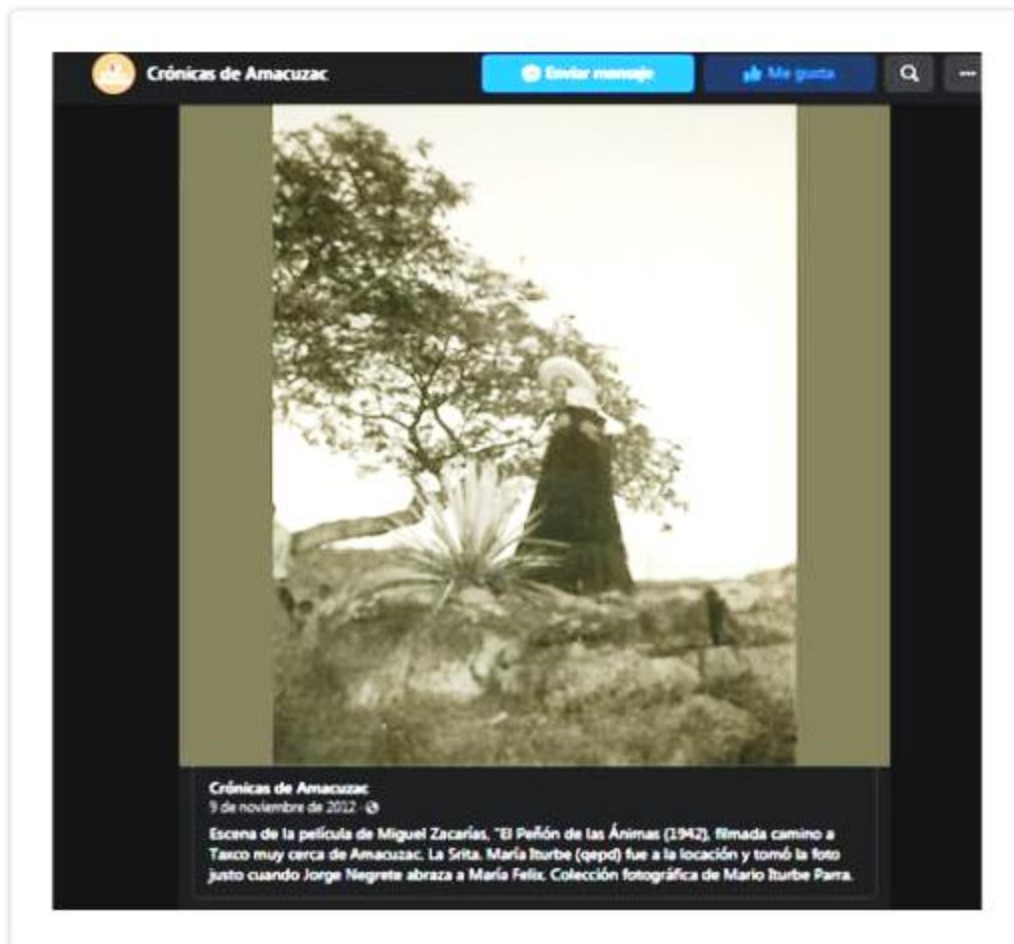 Crónicas de Amacuzac
Enviar mensaje
Me gusta
Crónicas de Amacuzac
9 de noviembre de 2012
Escena de la película de Miguel Zacarías, "El Peñón de las Ánimas (1942), filmada camino a
Taxco muy cerca de Amacuzac. La Srita. María Iturbe (qepd) fue a la locación y tomó la foto
justo cuando Jorge Negrete abraza a María Felix. Colección fotográfica de Mario Iturbe Parra.